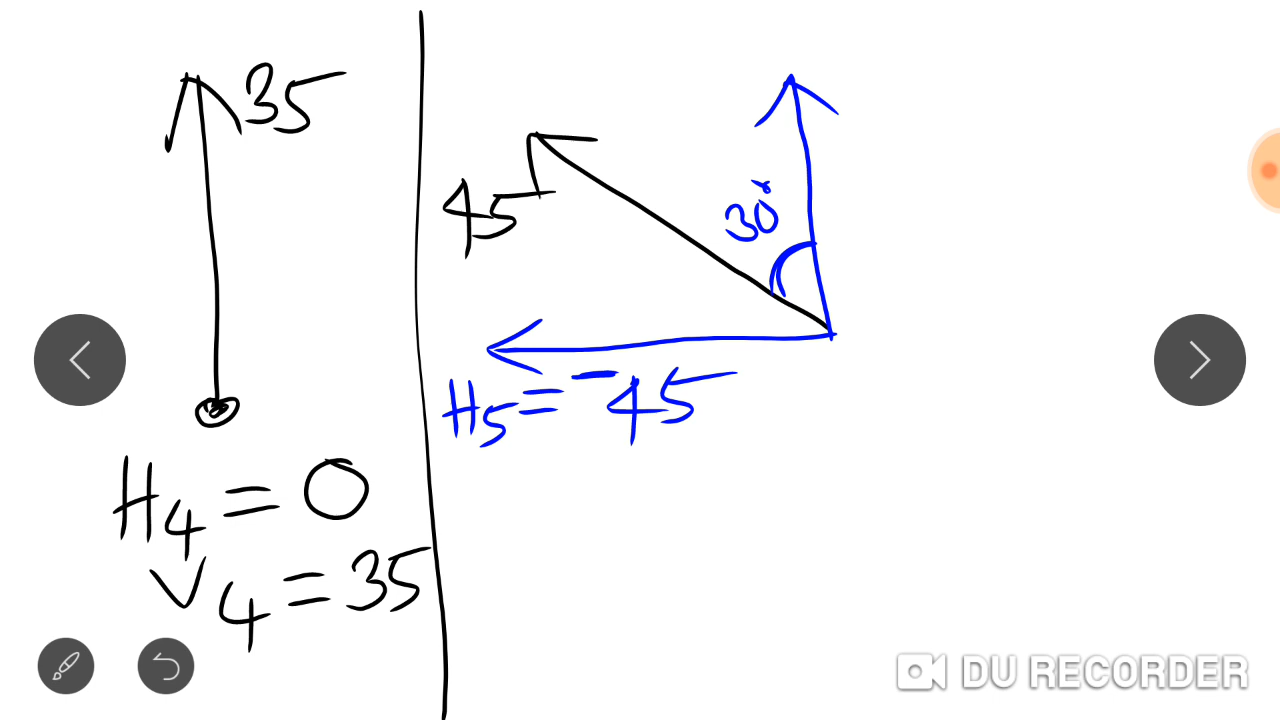 35
H4 = 0
V4 = 35
45
30°
H5 = -45
DU RECORDER